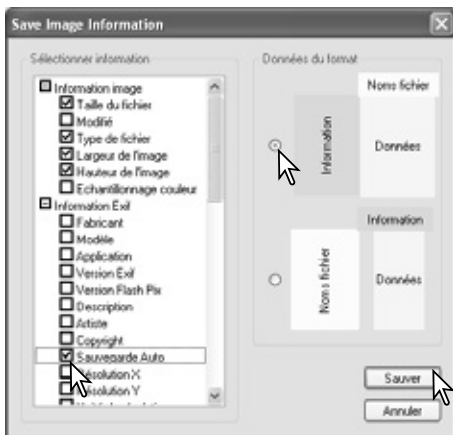 Save Image Information
Sélectionner information
Information image
Taille du fichier
Modifié
Type de fichier
Largeur de l'image
Hauteur de l'image
Echantillonnage couleur
Information Exif
Fabricant
Modèle
Application
Version Exif
Version Flash Pix
Description
Artiste
Copyright
Sauvegarde Auto
Résolution X
Résolution Y
Données du format
Noms fichier
Information
Données
Information
Noms fichier
Données
Sauver
Annuler